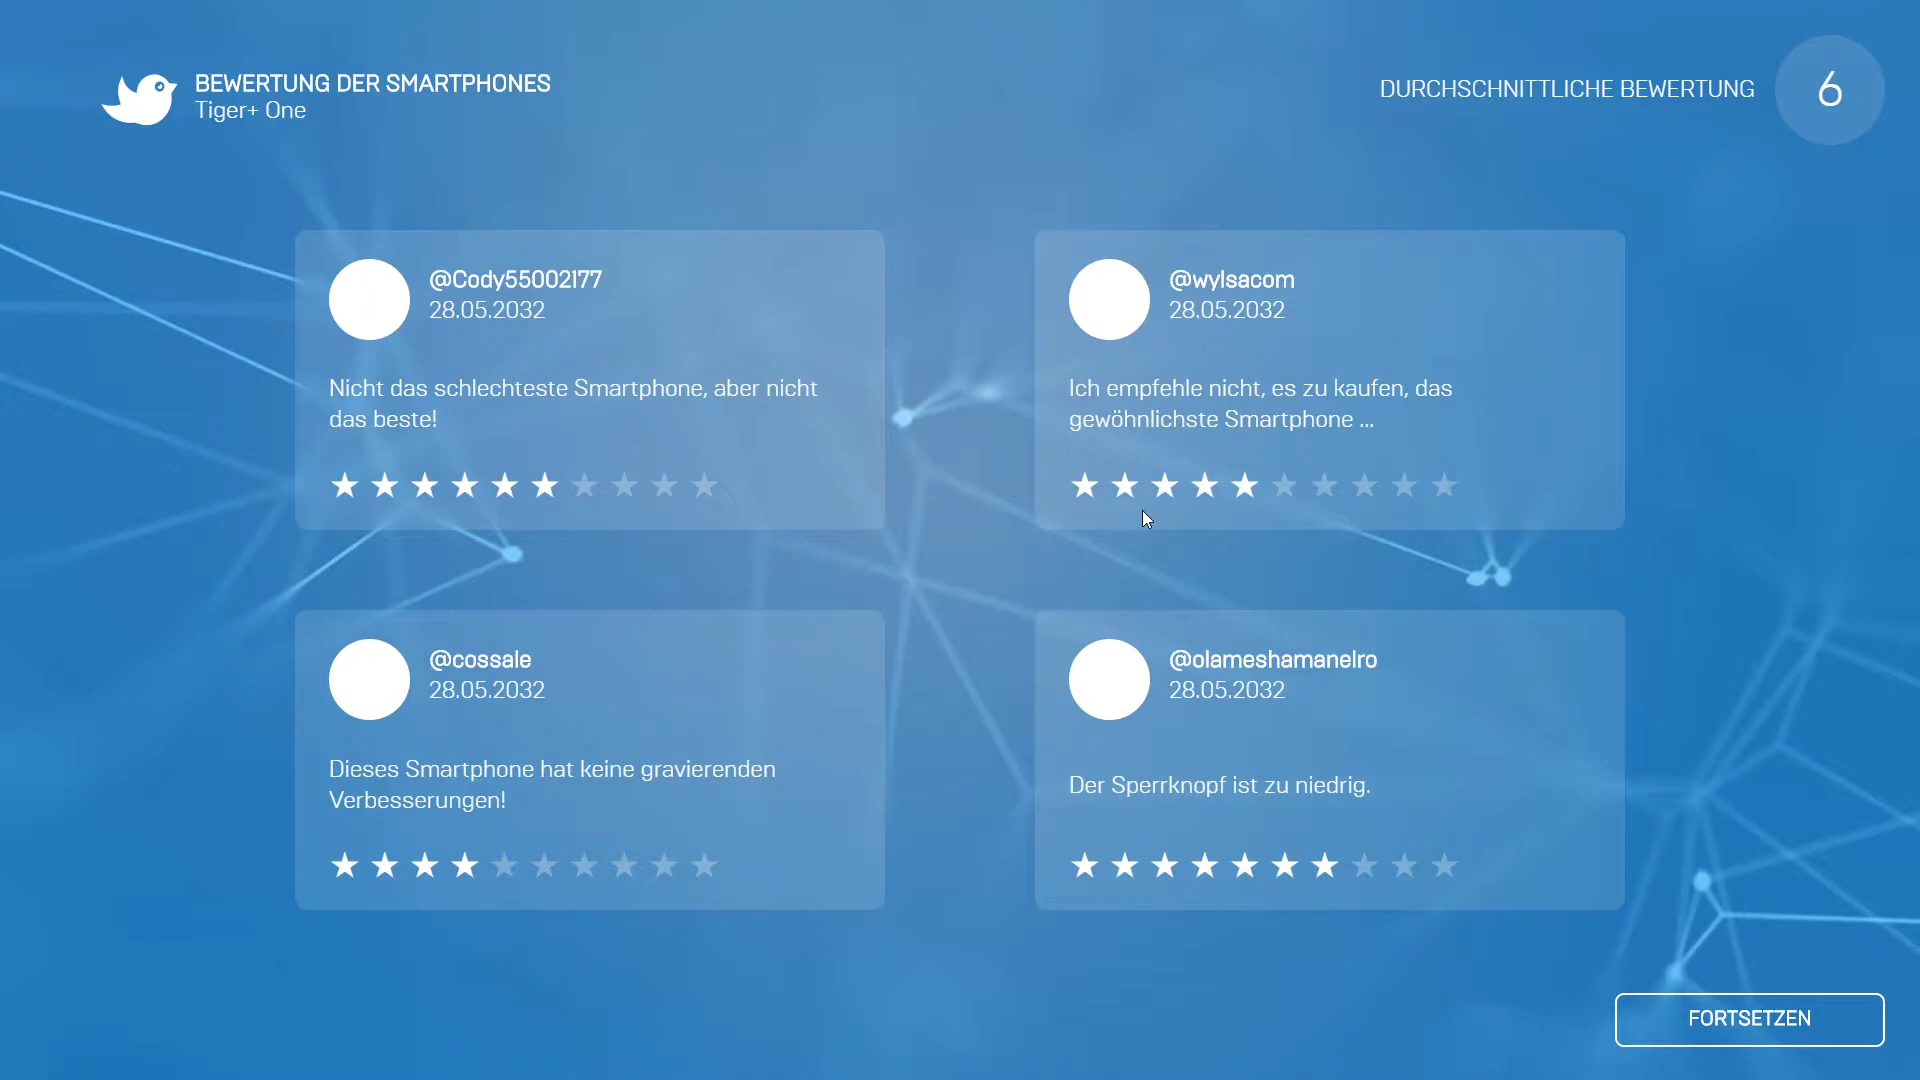 BEWERTUNG DER SMARTPHONES
Tiger+ One
DURCHSCHNITTLICHE BEWERTUNG
6
@Cody55002177
28.05.2032
Nicht das schlechteste Smartphone, aber nicht
das beste!
@wylsacom
28.05.2032
Ich empfehle nicht, es zu kaufen, das
gewöhnlichste Smartphone ...
@cossale
28.05.2032
Dieses Smartphone hat keine gravierenden
Verbesserungen!
@olameshamanelro
28.05.2032
Der Sperrknopf ist zu niedrig.
FORTSETZEN